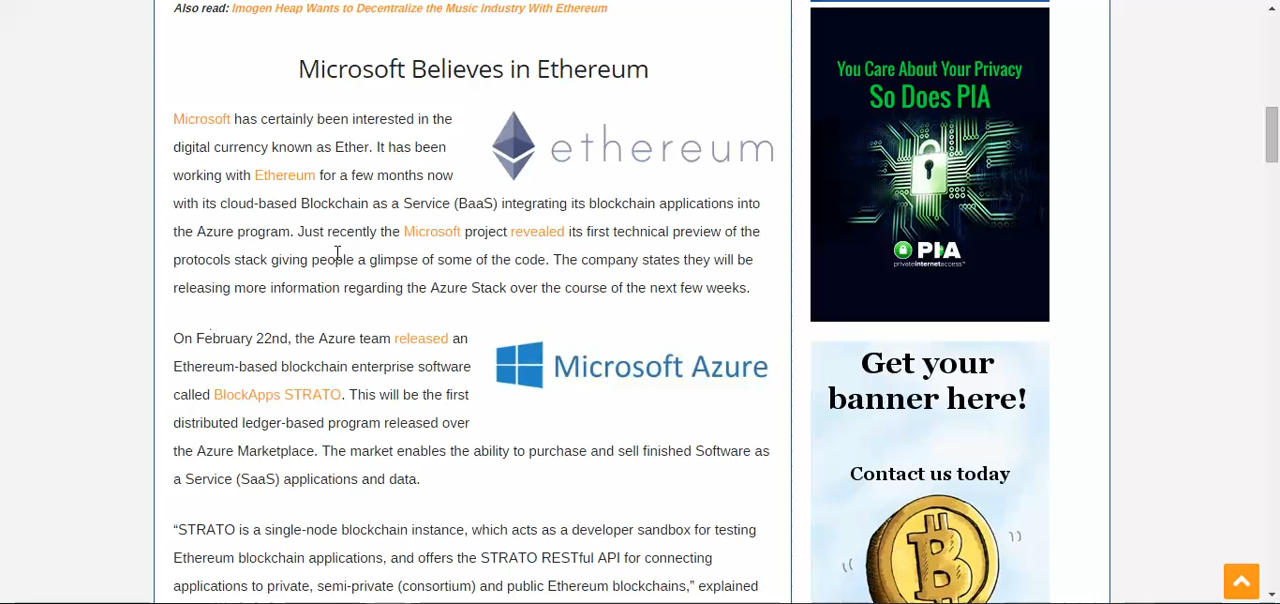 Also read: Imogen Heap Wants to Decentralize the Music Industry With Ethereum
Microsoft Believes in Ethereum
Microsoft has certainly been interested in the
digital currency known as Ether. It has been
working with Ethereum for a few months now
with its cloud-based Blockchain as a Service (BaaS) integrating its blockchain applications into
the Azure program. Just recently the Microsoft project revealed its first technical preview of the
protocols stack giving people a glimpse of some of the code. The company states they will be
releasing more information regarding the Azure Stack over the course of the next few weeks.
ethereum
On February 22nd, the Azure team released an
Ethereum-based blockchain enterprise software
called BlockApps STRATO. This will be the first
distributed ledger-based program released over
the Azure Marketplace. The market enables the ability to purchase and sell finished Software as
a Service (SaaS) applications and data.
Microsoft Azure
“STRATO is a single-node blockchain instance, which acts as a developer sandbox for testing
Ethereum blockchain applications, and offers the STRATO RESTful API for connecting
applications to private, semi-private (consortium) and public Ethereum blockchains,” explained
You Care About Your Privacy
So Does PIA
PIA
privateinternetaccess™
Get your
banner here!
Contact us today
B